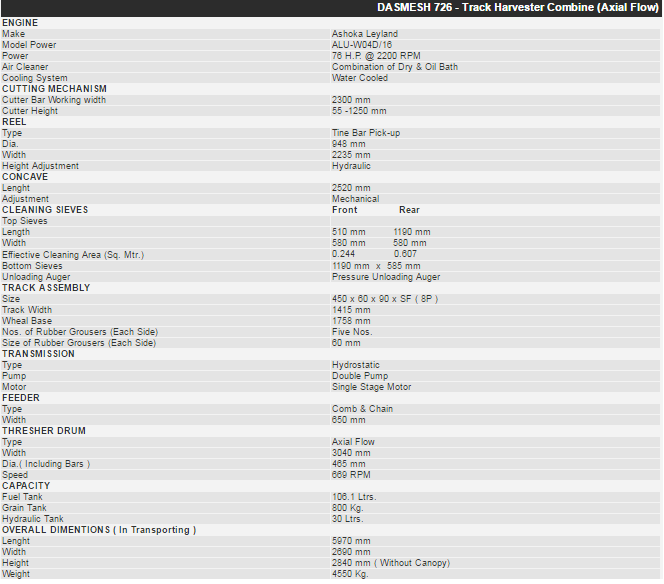 DASMESH 726 - Track Harvester Combine (Axial Flow)
ENGINE
Make Ashoka Leyland
Model Power ALU-W04D/16
Power 76 H.P. @ 2200 RPM
Air Cleaner Combination of Dry & Oil Bath
Cooling System Water Cooled
CUTTING MECHANISM
Cutter Bar Working width 2300 mm
Cutter Height 55 -1250 mm
REEL
Type Tine Bar Pick-up
Dia. 948 mm
Width 2235 mm
Height Adjustment Hydraulic
CONCAVE
Lenght 2520 mm
Adjustment Mechanical
CLEANING SIEVES Front Rear
Top Sieves
Length 510 mm 1190 mm
Width 580 mm 580 mm
Effiective Cleaning Area (Sq. Mtr.) 0.244 0.607
Bottom Sieves 1190 mm x 585 mm
Unloading Auger Pressure Unloading Auger
TRACK ASSEMBLY
Size 450 x 60 x 90 x SF ( 8P )
Track Width 1415 mm
Wheal Base 1758 mm
Nos. of Rubber Grousers (Each Side) Five Nos.
Size of Rubber Grousers (Each Side) 60 mm
TRANSMISSION
Type Hydrostatic
Pump Double Pump
Motor Single Stage Motor
FEEDER
Type Comb & Chain
Width 650 mm
THRESHER DRUM
Type Axial Flow
Width 3040 mm
Dia.( Including Bars ) 465 mm
Speed 669 RPM
CAPACITY
Fuel Tank 106.1 Ltrs.
Grain Tank 800 Kg.
Hydraulic Tank 30 Ltrs.
OVERALL DIMENTIONS ( In Transporting )
Lenght 5970 mm
Width 2690 mm
Height 2840 mm ( Without Canopy)
Weight 4550 Kg.